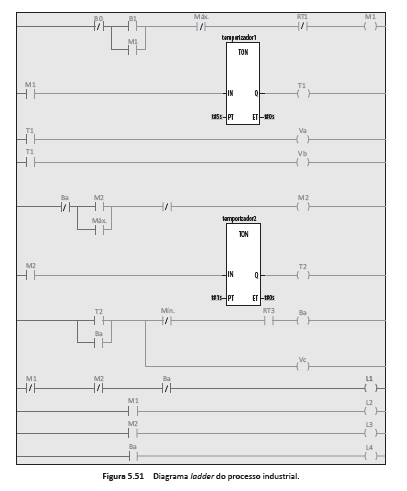 B0 B1 Máx. RT1 M1
M1
temporizador1
TON
M1 T1
IN Q
PT ET
T1 Va
T1 Vb
Ba M2 M2
Máx.
temporizador2
TON
M2 T2
IN Q
PT ET
T2 Mín. RT3 Ba
Ba
Vc
M1 M2 Ba L1
M1 L2
M2 L3
Ba L4
Figura 5.51 Diagrama ladder do processo industrial.